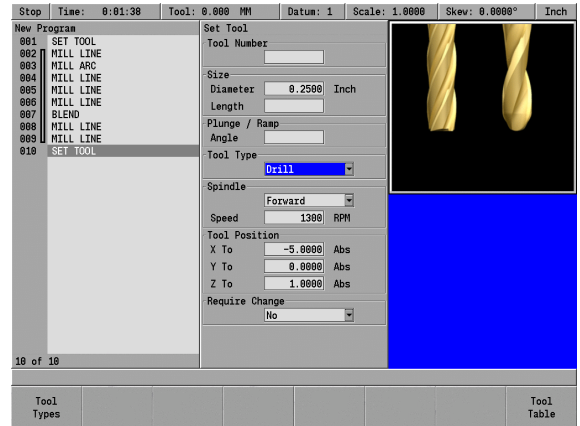 Stop Time: 0:01:38 Tool: 0.000 MM Datum: 1 Scale: 1.0000 Skew: 0.0000° Inch
New Program
001 SET TOOL
002 MILL LINE
003 MILL ARC
004 MILL LINE
005 MILL LINE
006 MILL LINE
007 BLEND
008 MILL LINE
009 MILL LINE
010 SET TOOL
10 of 10
Set Tool
Tool Number
Size
Diameter 0.2500 Inch
Length
Plunge / Ramp
Angle
Tool Type
Drill
Spindle
Forward
Speed 1300 RPM
Tool Position
X To -5.0000 Abs
Y To 0.0000 Abs
Z To 1.0000 Abs
Require Change
No
Tool
Types
Tool
Table